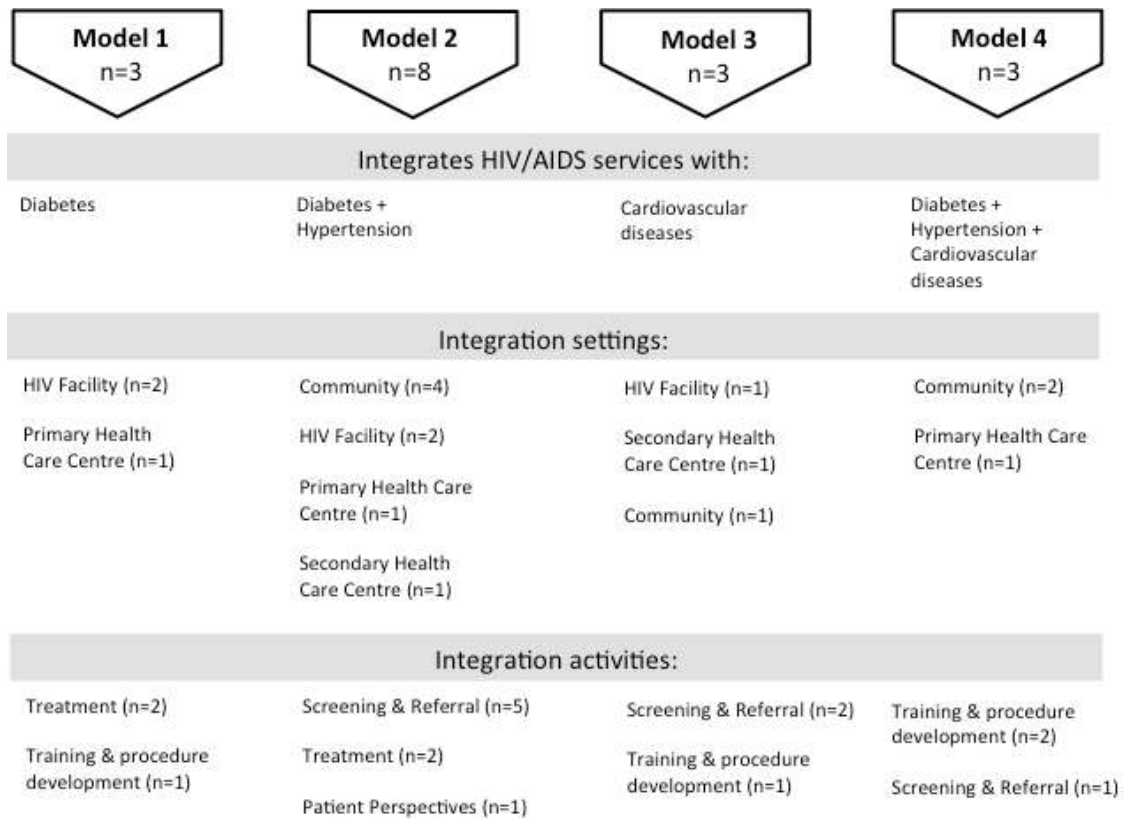 Model 1
n=3
Model 2
n=8
Model 3
n=3
Model 4
n=3
Integrates HIV/AIDS services with:
Diabetes
Diabetes +
Hypertension
Cardiovascular
diseases
Diabetes +
Hypertension +
Cardiovascular
diseases
Integration settings:
HIV Facility (n=2)
Primary Health
Care Centre (n=1)
Community (n=4)
HIV Facility (n=2)
Primary Health Care
Centre (n=1)
Secondary Health
Care Centre (n=1)
HIV Facility (n=1)
Secondary Health
Care Centre (n=1)
Community (n=1)
Community (n=2)
Primary Health Care
Centre (n=1)
Integration activities:
Treatment (n=2)
Training & procedure
development (n=1)
Screening & Referral (n=5)
Treatment (n=2)
Patient Perspectives (n=1)
Screening & Referral (n=2)
Training & procedure
development (n=1)
Training & procedure
development (n=2)
Screening & Referral (n=1)